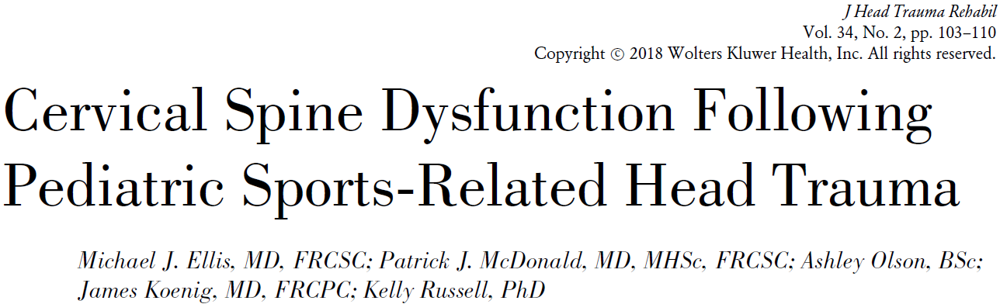 J Head Trauma Rehabil
Vol. 34, No. 2, pp. 103–110
Copyright © 2018 Wolters Kluwer Health, Inc. All rights reserved.
Cervical Spine Dysfunction Following
Pediatric Sports-Related Head Trauma
Michael J. Ellis, MD, FRCSC; Patrick J. McDonald, MD, MHSc, FRCSC; Ashley Olson, BSc;
James Koenig, MD, FRCPC; Kelly Russell, PhD